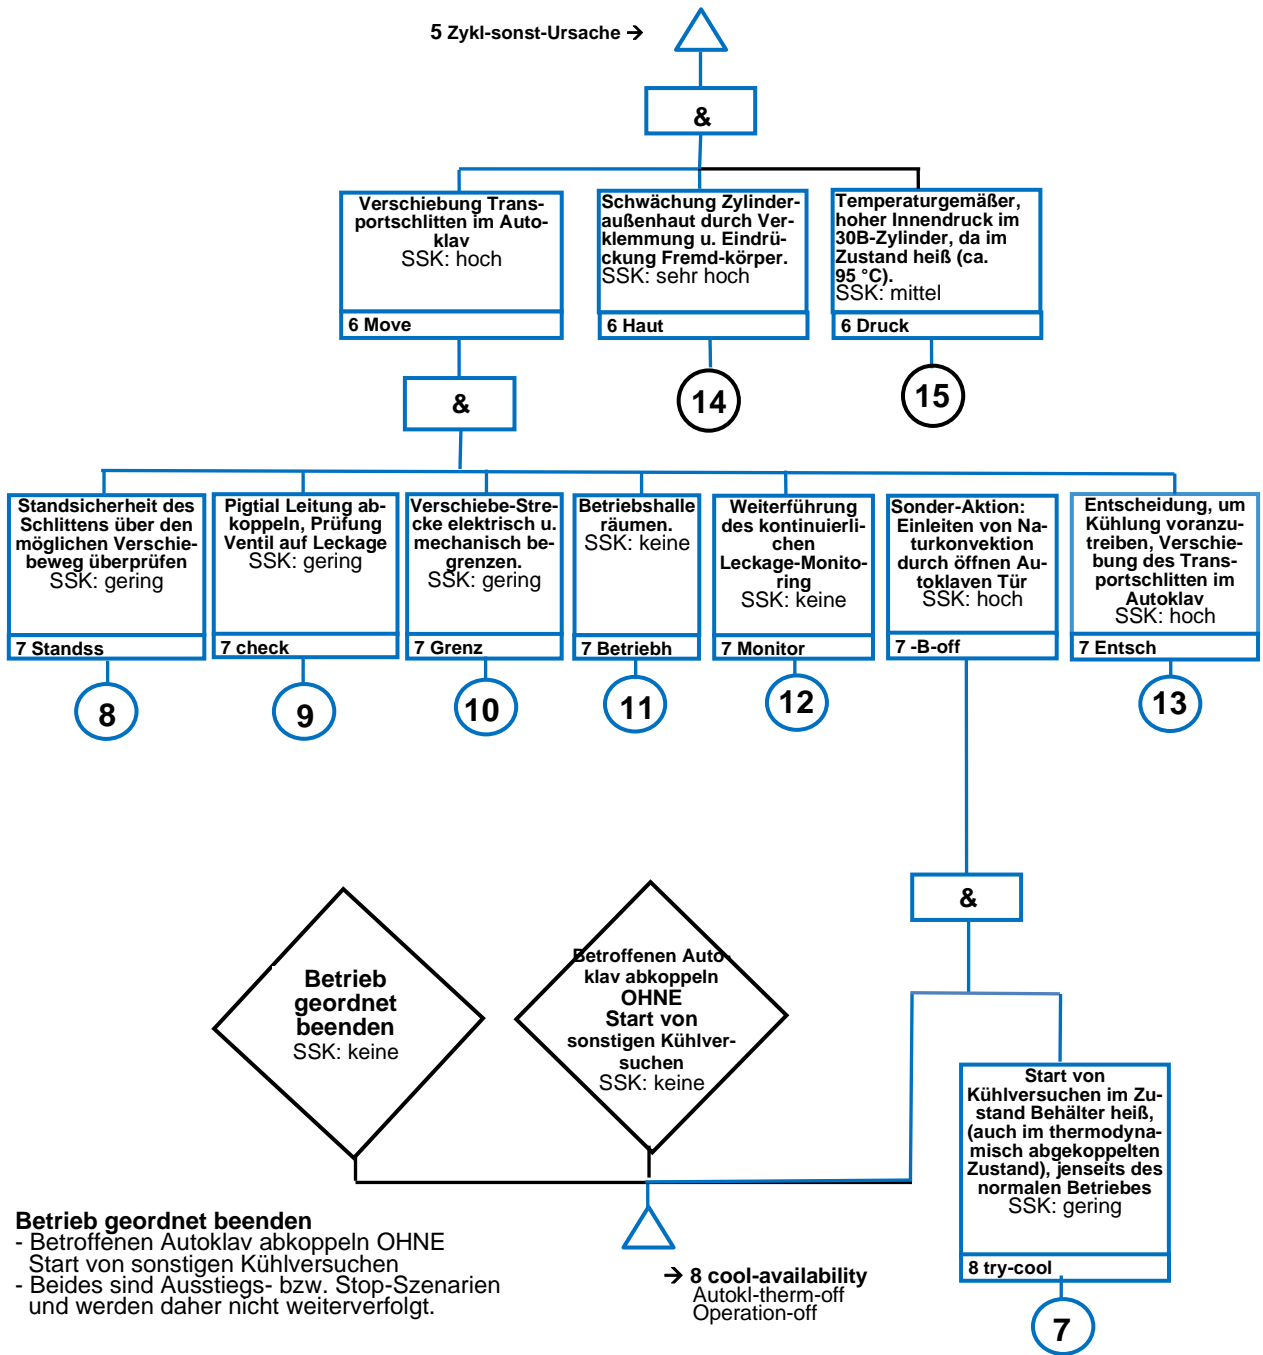 5 Zykl-sonst-Ursache →
&
Verschiebung Trans-
portschlitten im Auto-
klav
SSK: hoch
6 Move
Schwächung Zylinder-
außenhaut durch Ver-
klemmung u. Eindrü-
ckung Fremd-körper.
SSK: sehr hoch
6 Haut
Temperaturgemäßer,
hoher Innendruck im
30B-Zylinder, da im
Zustand heiß (ca.
95 °C).
SSK: mittel
6 Druck
14
15
&
Standsicherheit des
Schlittens über den
möglichen Verschie-
beweg überprüfen
SSK: gering
7 Standss
Pigtial Leitung ab-
koppeln, Prüfung
Ventil auf Leckage
SSK: gering
7 check
Verschiebe-Stre-
cke elektrisch u.
mechanisch be-
grenzen.
SSK: gering
7 Grenz
Betriebshalle
räumen.
SSK: keine
7 Betriebh
Weiterführung
des kontinuierli-
chen
Leckage-Monito-
ring
SSK: keine
7 Monitor
Sonder-Aktion:
Einleiten von Na-
turkonvektion
durch öffnen Au-
toklaven Tür
SSK: hoch
7 -B-off
Entscheidung, um
Kühlung voranzu-
treiben, Verschie-
bung des Trans-
portschlitten im
Autoklav
SSK: hoch
7 Entsch
8
9
10
11
12
13
&
Betrieb
geordnet
beenden
SSK: keine
Betroffenen Auto-
klav abkoppeln
OHNE
Start von
sonstigen Kühlver-
suchen
SSK: keine
Start von
Kühlversuchen im Zu-
stand Behälter heiß,
(auch im thermodyna-
misch abgekoppelten
Zustand), jenseits des
normalen Betriebes
SSK: gering
8 try-cool
7
Betrieb geordnet beenden
- Betroffenen Autoklav abkoppeln OHNE
Start von sonstigen Kühlversuchen
- Beides sind Ausstiegs- bzw. Stop-Szenarien
und werden daher nicht weiterverfolgt.
→ 8 cool-availability
Autokl-therm-off
Operation-off